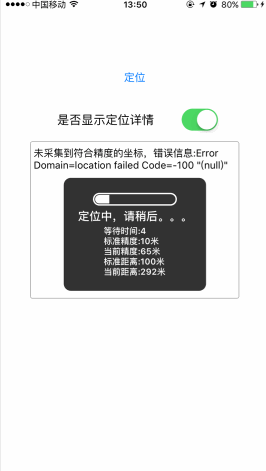 中国移动 13:50 80%
定位
是否显示定位详情
未采集到符合精度的坐标，错误信息:Error
Domain=location failed Code=-100 "(null)"
定位中，请稍后。。。
等待时间:4
标准精度:10米
当前精度:65米
标准距离:100米
当前距离:292米